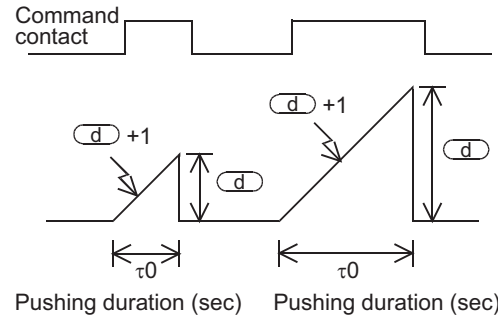 Command
contact
d +1
d +1
d
d
τ0
τ0
Pushing duration (sec)
Pushing duration (sec)